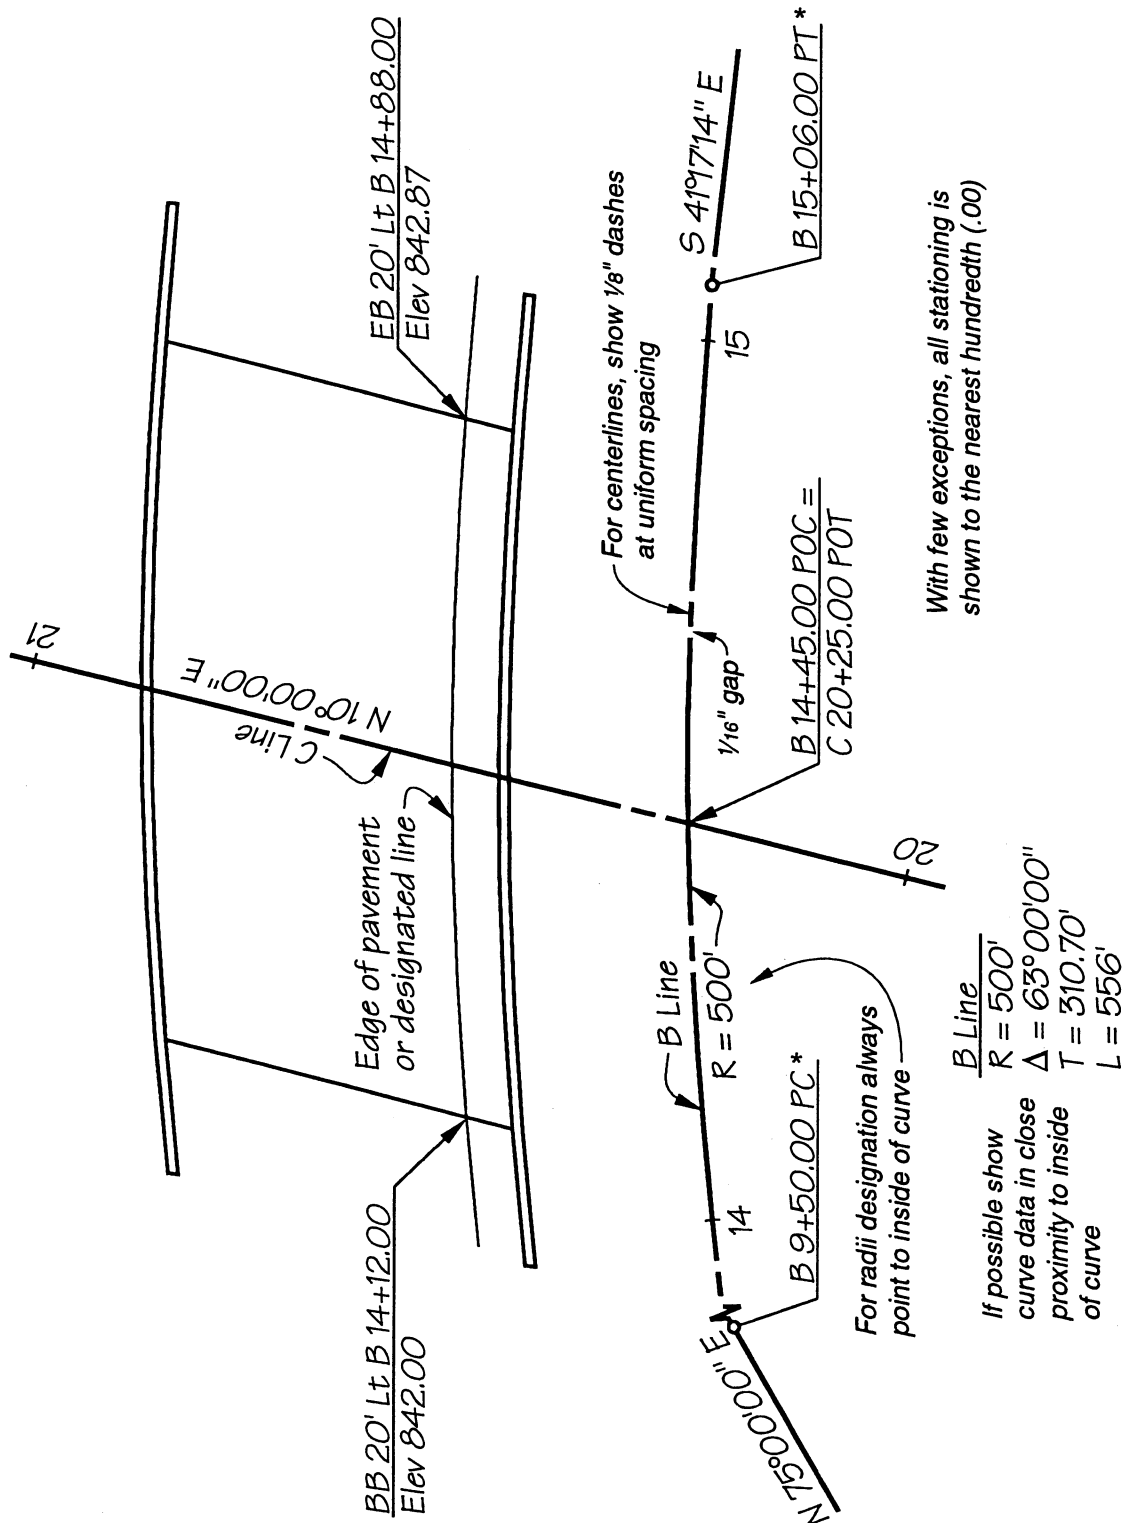 BB 20' Lt B 14+12.00
Elev 842.00
EB 20' Lt B 14+88.00
Elev 842.87
21
N 10°00'00" E
C Line
Edge of pavement
or designated line
For centerlines, show 1/8" dashes
at uniform spacing
1/16" gap
B Line
R = 500'
N 75°00'00" E
14
15
S 41°17'14" E
20
B 9+50.00 PC*
B 14+45.00 POC =
C 20+25.00 POT
B 15+06.00 PT*
For radii designation always
point to inside of curve
With few exceptions, all stationing is
shown to the nearest hundredth (.00)
If possible show
curve data in close
proximity to inside
of curve
B Line
R = 500'
Δ = 63°00'00"
T = 310.70'
L = 556'